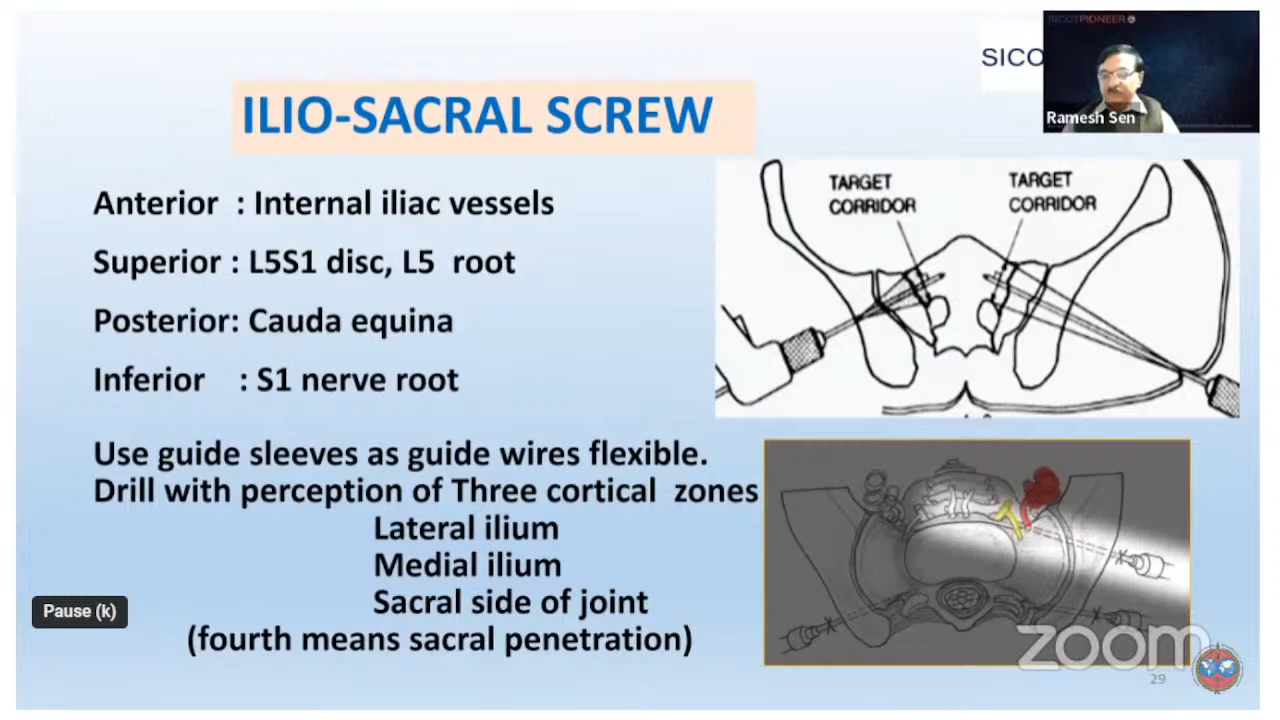 SICOTPIONEER
SICO
Ramesh Sen
ILIO-SACRAL SCREW
Anterior : Internal iliac vessels
Superior : L5S1 disc, L5 root
Posterior: Cauda equina
Inferior : S1 nerve root
Use guide sleeves as guide wires flexible.
Drill with perception of Three cortical zones
Lateral ilium
Medial ilium
Sacral side of joint
(fourth means sacral penetration)
TARGET
CORRIDOR
TARGET
CORRIDOR
Pause (k)
zoom
29